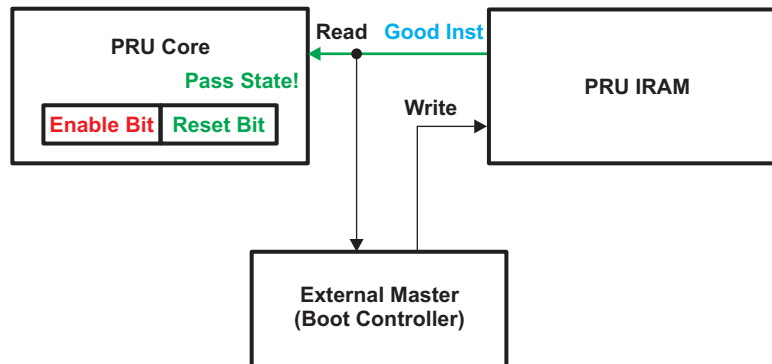 PRU Core
Read
Good Inst
PRU IRAM
Pass State!
Enable Bit
Reset Bit
Write
External Master
(Boot Controller)